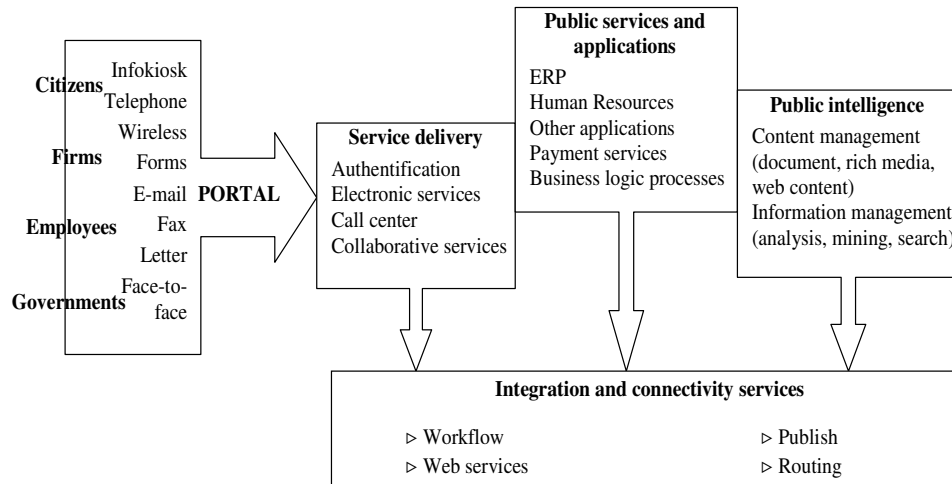 Citizens
Firms
Employees
Governments
Infokiosk
Telephone
Wireless
Forms
E-mail
Fax
Letter
Face-to-
face
PORTAL
Service delivery
Authentification
Electronic services
Call center
Collaborative services
Public services and
applications
ERP
Human Resources
Other applications
Payment services
Business logic processes
Public intelligence
Content management
(document, rich media,
web content)
Information management
(analysis, mining, search)
Integration and connectivity services
▷ Workflow
▷ Web services
▷ Publish
▷ Routing